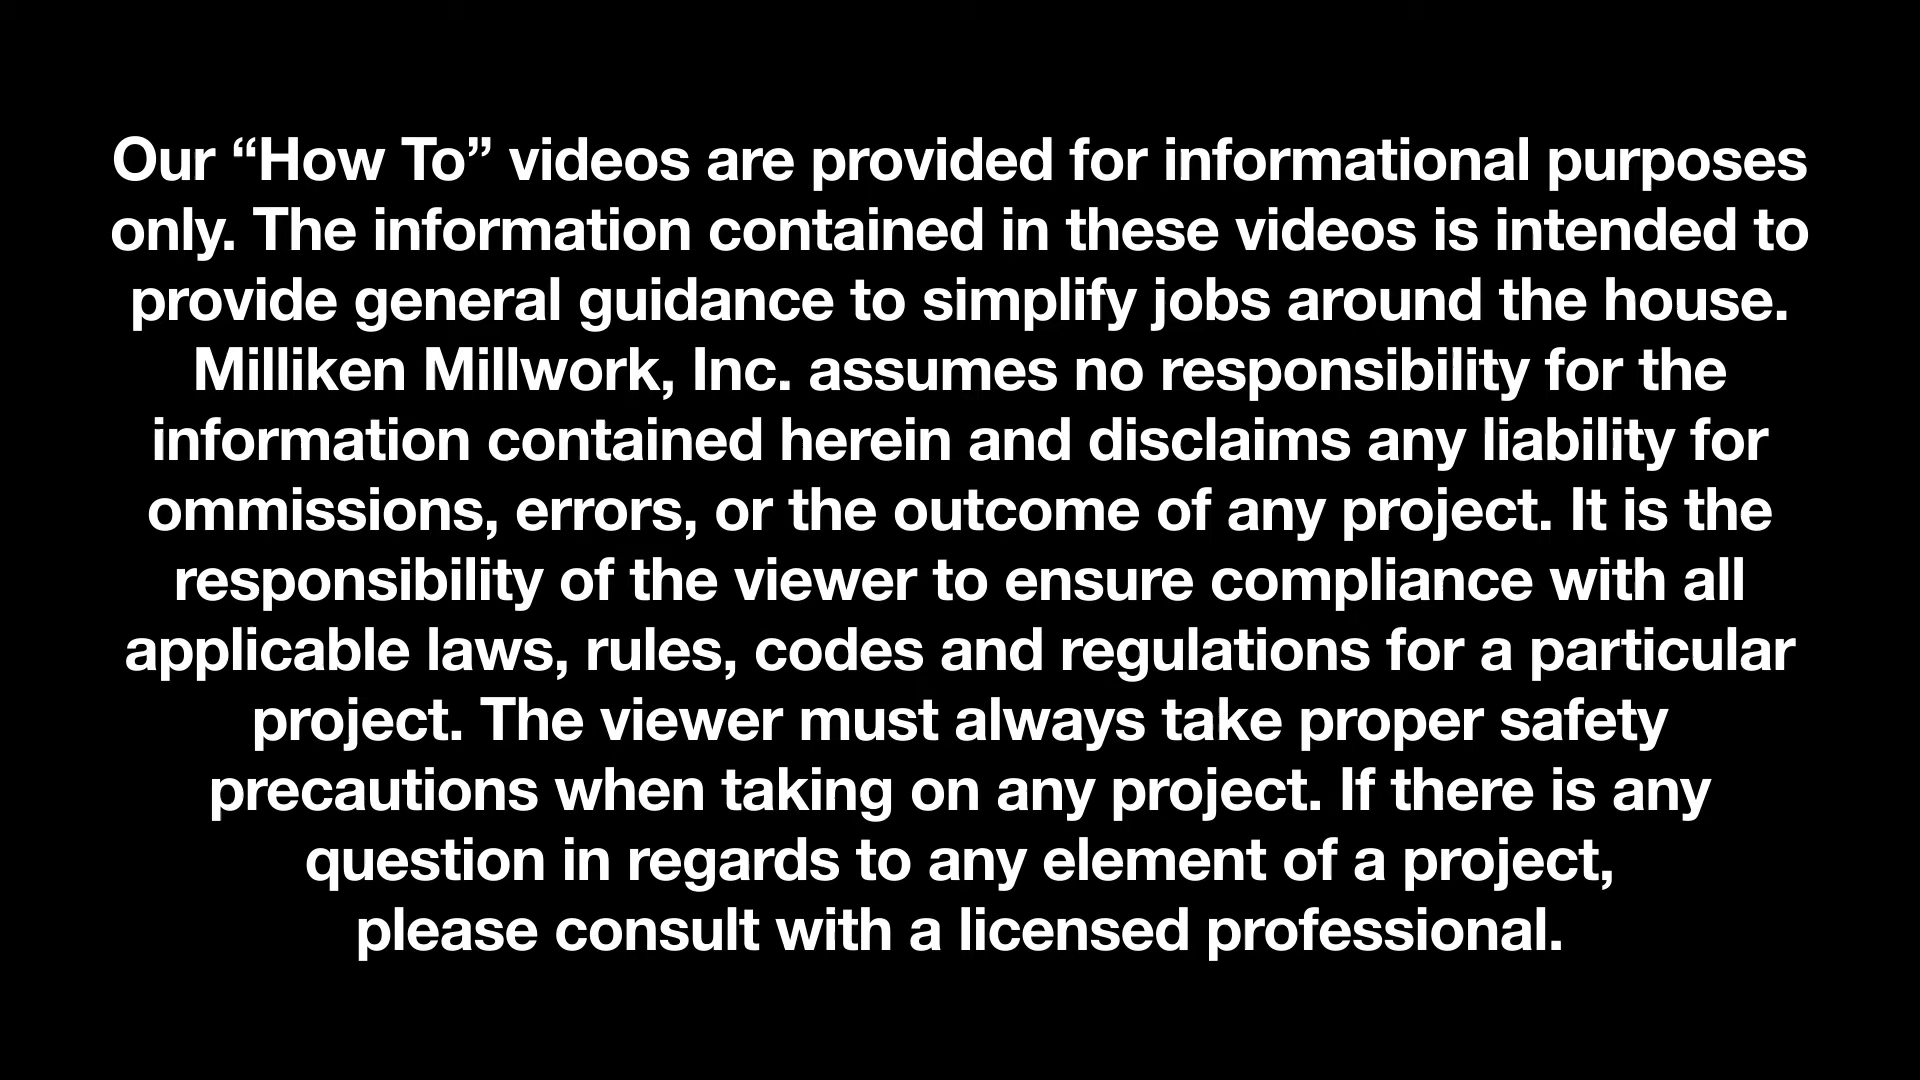 Our “How To” videos are provided for informational purposes
only. The information contained in these videos is intended to
provide general guidance to simplify jobs around the house.
Milliken Millwork, Inc. assumes no responsibility for the
information contained herein and disclaims any liability for
ommissions, errors, or the outcome of any project. It is the
responsibility of the viewer to ensure compliance with all
applicable laws, rules, codes and regulations for a particular
project. The viewer must always take proper safety
precautions when taking on any project. If there is any
question in regards to any element of a project,
please consult with a licensed professional.